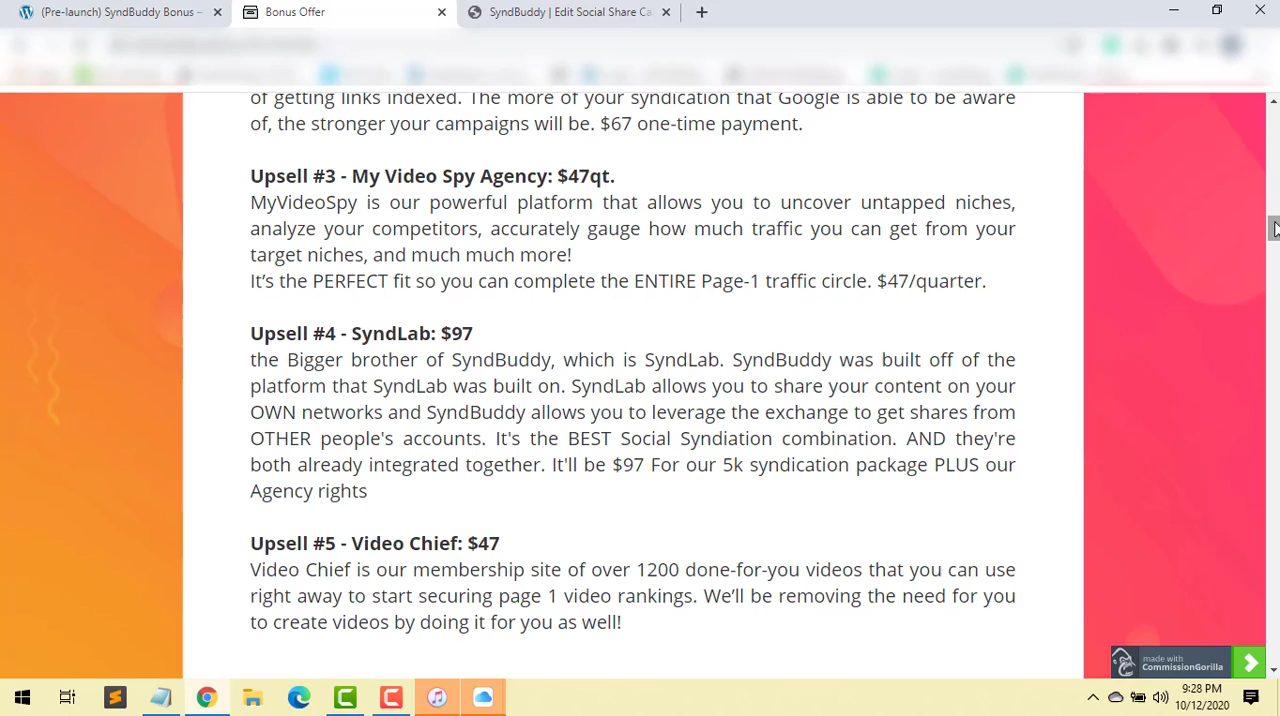 (Pre-launch) SyndBuddy Bonus –
Bonus Offer
SyndBuddy | Edit Social Share Ca
of getting links indexed. The more of your syndication that Google is able to be aware
of, the stronger your campaigns will be. $67 one-time payment.
Upsell #3 - My Video Spy Agency: $47qt.
MyVideoSpy is our powerful platform that allows you to uncover untapped niches,
analyze your competitors, accurately gauge how much traffic you can get from your
target niches, and much much more!
It's the PERFECT fit so you can complete the ENTIRE Page-1 traffic circle. $47/quarter.
Upsell #4 - SyndLab: $97
the Bigger brother of SyndBuddy, which is SyndLab. SyndBuddy was built off of the
platform that SyndLab was built on. SyndLab allows you to share your content on your
OWN networks and SyndBuddy allows you to leverage the exchange to get shares from
OTHER people's accounts. It's the BEST Social Syndiation combination. AND they're
both already integrated together. It'll be $97 For our 5k syndication package PLUS our
Agency rights
Upsell #5 - Video Chief: $47
Video Chief is our membership site of over 1200 done-for-you videos that you can use
right away to start securing page 1 video rankings. We'll be removing the need for you
to create videos by doing it for you as well!
made with
CommissionGorilla
9:28 PM
10/12/2020